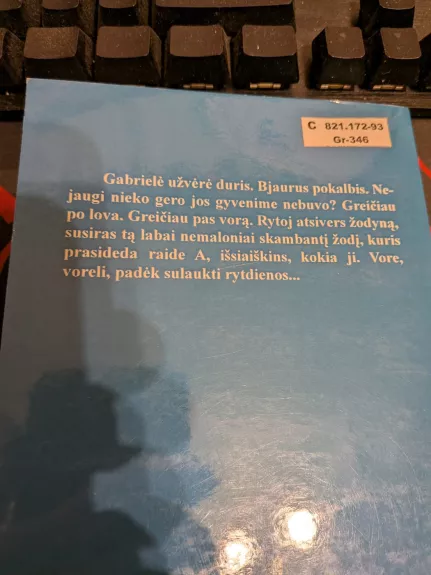 C 821.172-93
Gr-346
Gabrielė užvėrė duris. Bjaurus pokalbis. Ne-
jaugi nieko gero jos gyvenime nebuvo? Greičiau
po lova. Greičiau pas vorą. Rytoj atsivers žodyną,
susiras tą labai nemaloniai skambantį žodį, kuris
prasideda raide A, išsiaiškins, kokia ji. Vore,
voreli, padėk sulaukti rytdienos...